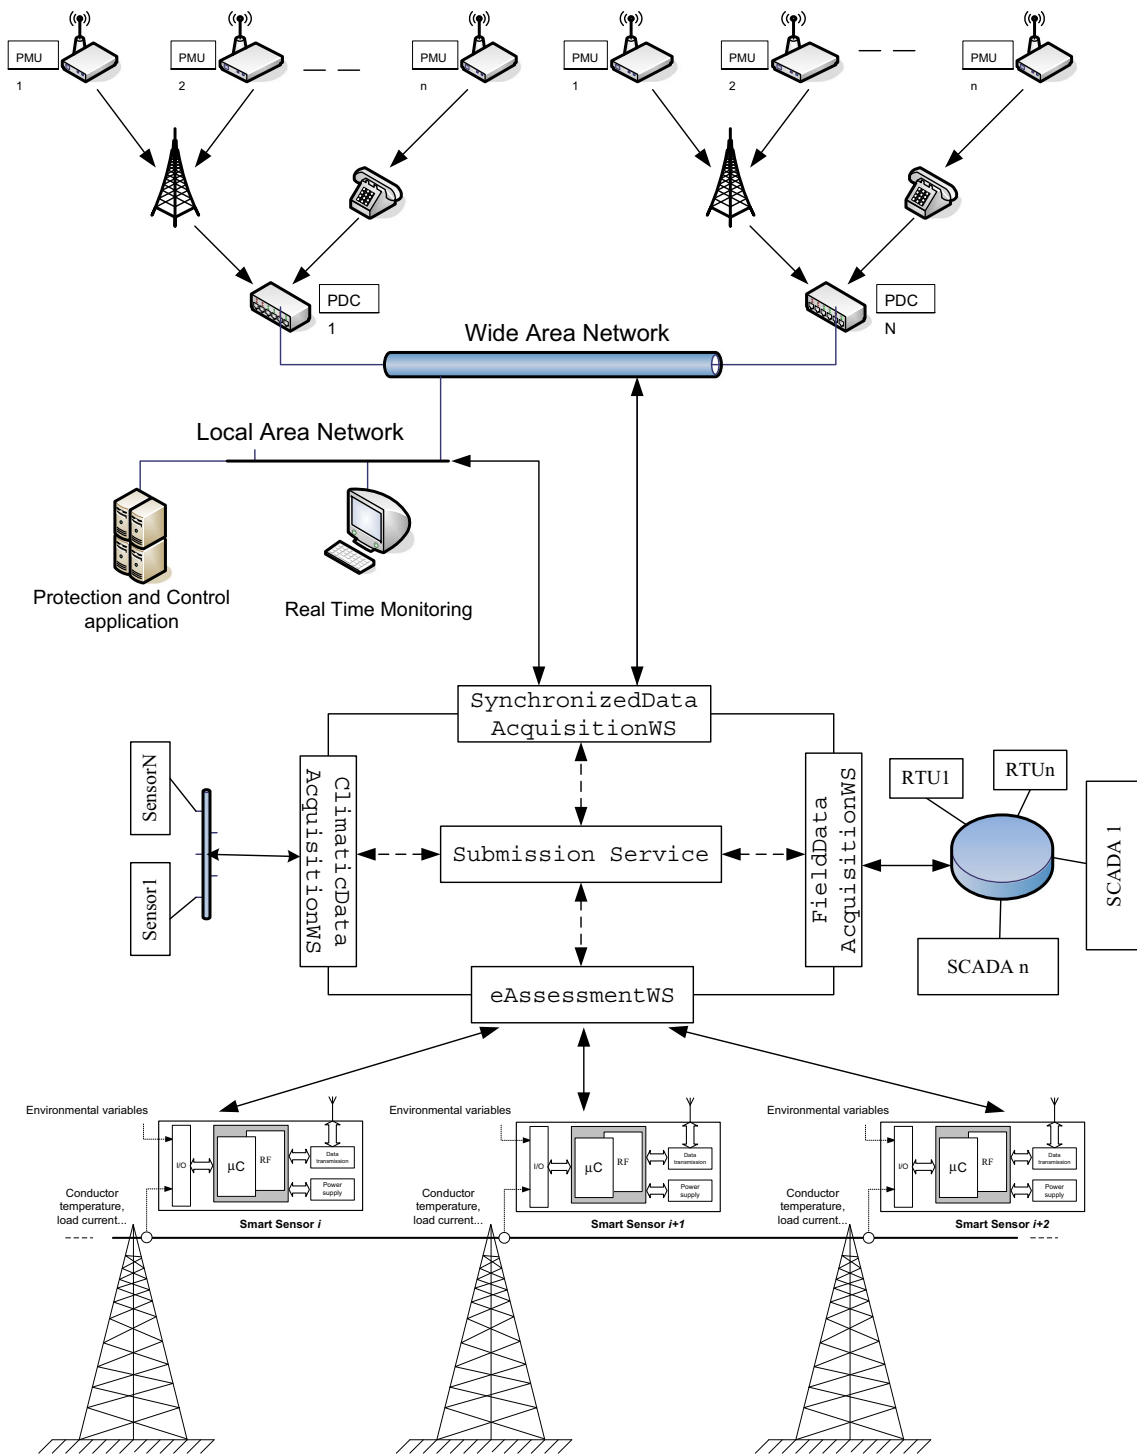 PMU
1
PMU
2
PMU
n
PMU
1
PMU
2
PMU
n
PDC
1
PDC
N
Wide Area Network
Local Area Network
Protection and Control
application
Real Time Monitoring
SynchronizedData
AcquisitionWS
SensorN
Sensor1
ClimaticData
AcquisitionWS
Submission Service
FieldData
AcquisitionWS
RTU1
RTUn
SCADA 1
SCADA n
eAssessmentWS
Environmental variables
I/O
µC
RF
Data
transmission
Power
supply
Conductor
temperature,
load current...
Smart Sensor i
Environmental variables
I/O
µC
RF
Data
transmission
Power
supply
Conductor
temperature,
load current...
Smart Sensor i+1
Environmental variables
I/O
µC
RF
Data
transmission
Power
supply
Conductor
temperature,
load current...
Smart Sensor i+2